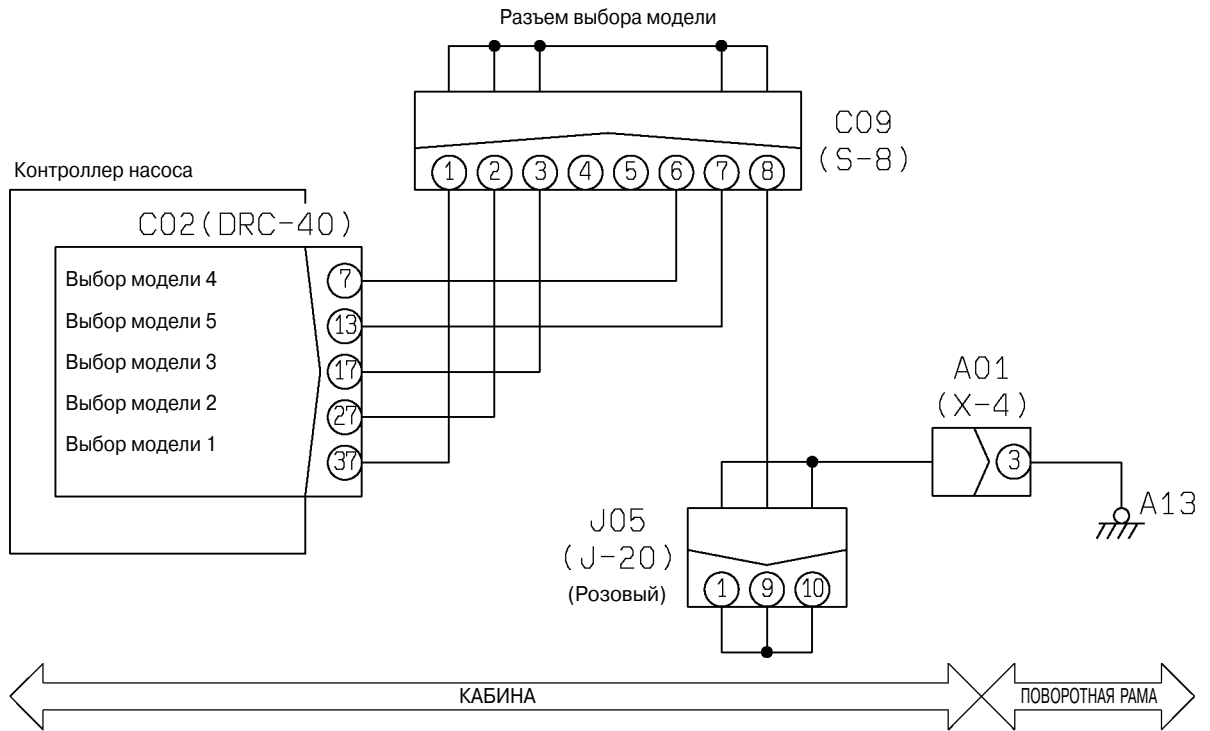 Разъем выбора модели
C09
(S-8)
1 2 3 4 5 6 7 8
Контроллер насоса
C02(DRC-40)
Выбор модели 4 7
Выбор модели 5 13
Выбор модели 3 17
Выбор модели 2 27
Выбор модели 1 37
A01
(X-4)
3
A13
J05
(J-20)
(Розовый)
1 9 10
КАБИНА
ПОВОРОТНАЯ РАМА